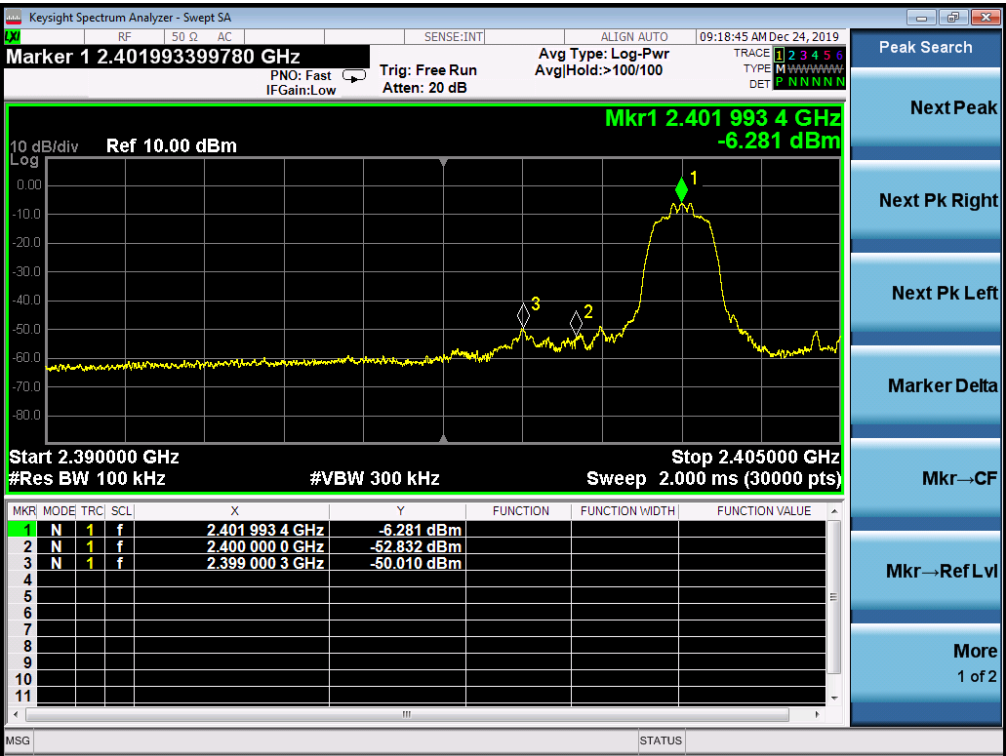 Keysight Spectrum Analyzer - Swept SA
LXI RF 50 Ω AC SENSE:INT ALIGN AUTO 09:18:45 AM Dec 24, 2019
Marker 1 2.401993399780 GHz
PNO: Fast
IFGain:Low
Trig: Free Run
Atten: 20 dB
Avg Type: Log-Pwr
Avg|Hold:>100/100
TRACE 1 2 3 4 5 6
TYPE M WWWWW
DET P N N N N N
Mkr1 2.401 993 4 GHz
-6.281 dBm
10 dB/div Ref 10.00 dBm
Log
0.00
-10.0
-20.0
-30.0
-40.0
-50.0
-60.0
-70.0
-80.0
1
3
2
Start 2.390000 GHz Stop 2.405000 GHz
#Res BW 100 kHz #VBW 300 kHz Sweep 2.000 ms (30000 pts)
MKR MODE TRC SCL X Y FUNCTION FUNCTION WIDTH FUNCTION VALUE
1 N 1 f 2.401 993 4 GHz -6.281 dBm
2 N 1 f 2.400 000 0 GHz -52.832 dBm
3 N 1 f 2.399 000 3 GHz -50.010 dBm
4
5
6
7
8
9
10
11
MSG STATUS
Peak Search
Next Peak
Next Pk Right
Next Pk Left
Marker Delta
Mkr→CF
Mkr→Ref Lvl
More
1 of 2